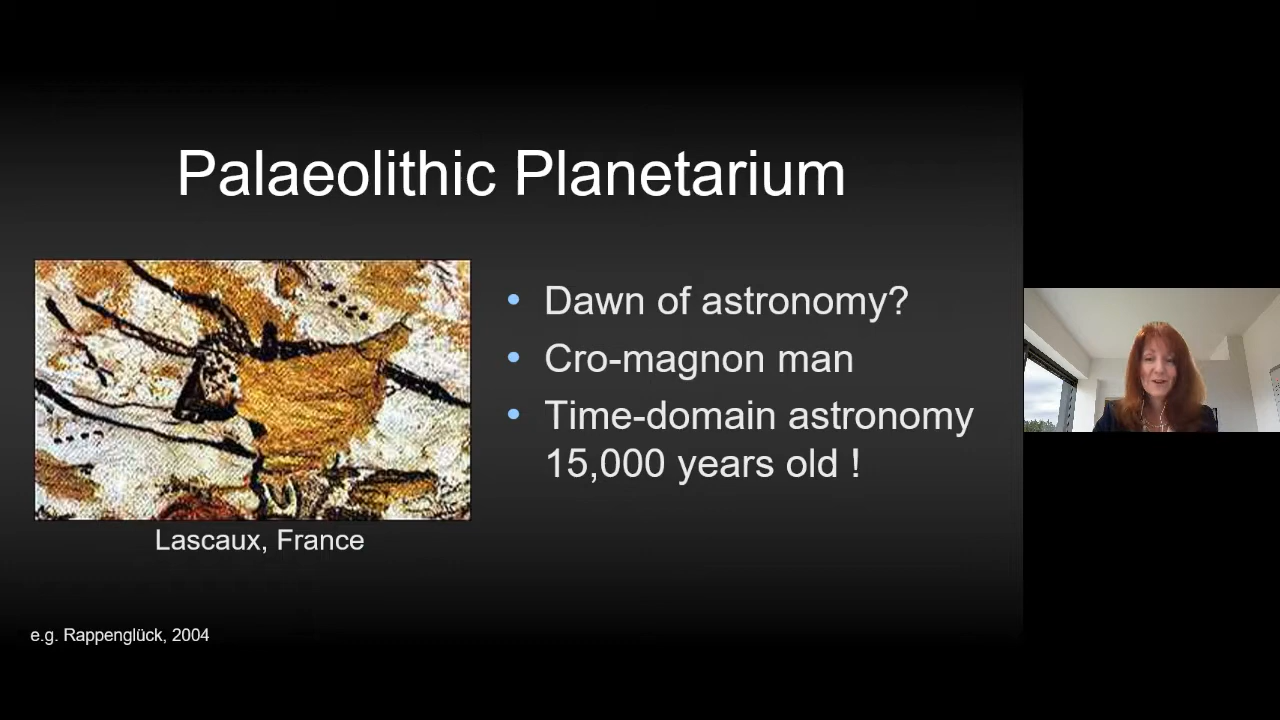 Palaeolithic Planetarium
• Dawn of astronomy?
• Cro-magnon man
• Time-domain astronomy
15,000 years old !
Lascaux, France
e.g. Rappenglück, 2004